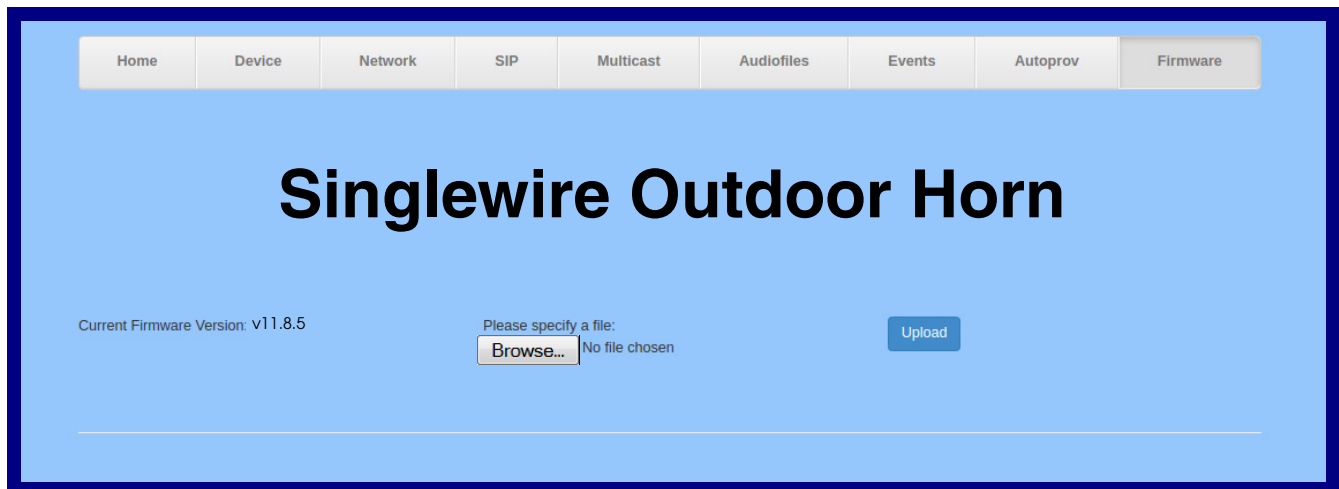 Home Device Network SIP Multicast Audiofiles Events Autoprov Firmware
Singlewire Outdoor Horn
Current Firmware Version: v11.8.5
Please specify a file:
Browse... No file chosen
Upload